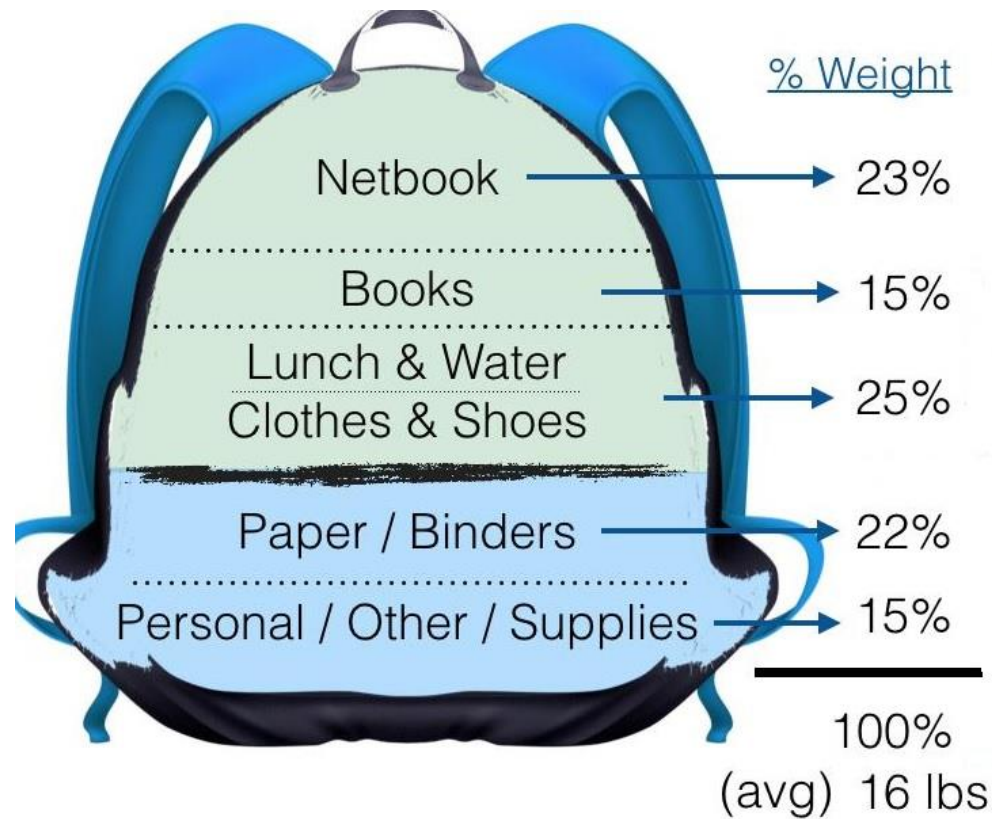 % Weight
Netbook 23%
Books 15%
Lunch & Water
Clothes & Shoes 25%
Paper / Binders 22%
Personal / Other / Supplies 15%
100%
(avg) 16 lbs